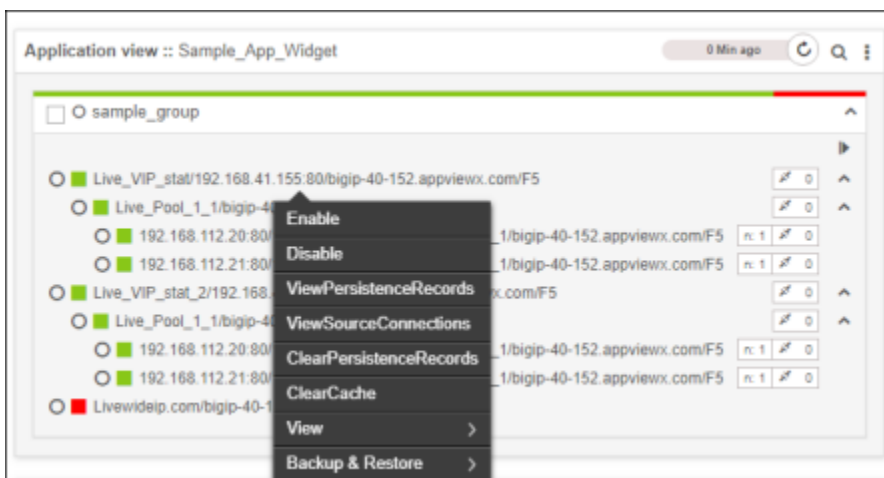 Application view :: Sample_App_Widget
0 Min ago
sample_group
Live_VIP_stat/192.168.41.155:80/bigip-40-152.appviewx.com/F5
0
Live_Pool_1_1/bigip-4
0
192.168.112.20:80/ _1/bigip-40-152.appviewx.com/F5
n: 1 0
192.168.112.21:80/ _1/bigip-40-152.appviewx.com/F5
n: 1 0
Live_VIP_stat_2/192.168. x.com/F5
0
Live_Pool_1_1/bigip-4
0
192.168.112.20:80/ _1/bigip-40-152.appviewx.com/F5
n: 1 0
192.168.112.21:80/ _1/bigip-40-152.appviewx.com/F5
n: 1 0
Livewideip.com/bigip-40-1
Enable
Disable
ViewPersistenceRecords
ViewSourceConnections
ClearPersistenceRecords
ClearCache
View
Backup & Restore